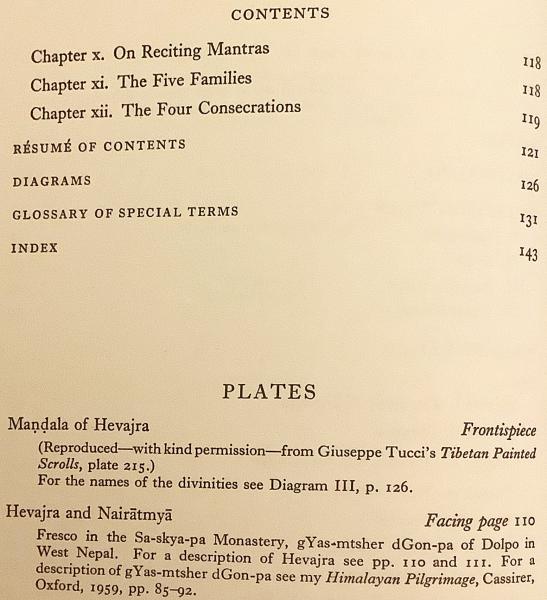 CONTENTS
Chapter x. On Reciting Mantras 118
Chapter xi. The Five Families 118
Chapter xii. The Four Consecrations 119
RÉSUMÉ OF CONTENTS 121
DIAGRAMS 126
GLOSSARY OF SPECIAL TERMS 131
INDEX 143
PLATES
Maṇḍala of Hevajra Frontispiece
(Reproduced—with kind permission—from Giuseppe Tucci's Tibetan Painted
Scrolls, plate 215.)
For the names of the divinities see Diagram III, p. 126.
Hevajra and Nairātmyā Facing page 110
Fresco in the Sa-skya-pa Monastery, gYas-mtsher dGon-pa of Dolpo in
West Nepal. For a description of Hevajra see pp. 110 and 111. For a
description of gYas-mtsher dGon-pa see my Himalayan Pilgrimage, Cassirer,
Oxford, 1959, pp. 85–92.